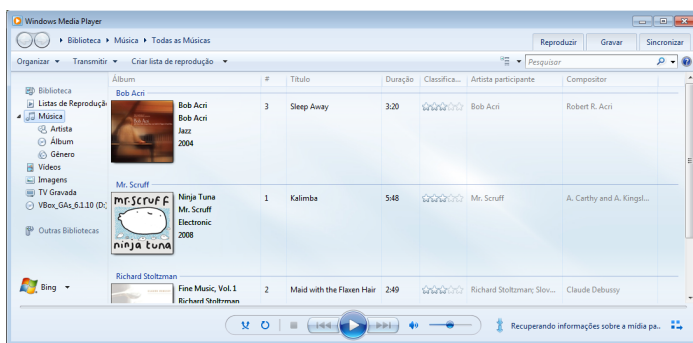 Windows Media Player
Biblioteca Música Todas as Músicas
Reproduzir Gravar Sincronizar
Organizar Transmitir Criar lista de reprodução Pesquisar
Álbum # Título Duração Classifica... Artista participante Compositor
Biblioteca
Listas de Reproduçã
Música
Artista
Álbum
Gênero
Vídeos
Imagens
TV Gravada
VBox_GAs_6.1.10 (D:)
Outras Bibliotecas
Bing
Bob Acri
Bob Acri 3 Sleep Away 3:20 Bob Acri Robert R. Acri
Bob Acri
Jazz
2004
Mr. Scruff
mr.scruff
ninja tuna
Ninja Tuna 1 Kalimba 5:48 Mr. Scruff A. Carthy and A. Kingsl...
Mr. Scruff
Electronic
2008
Richard Stoltzman
Fine Music, Vol. 1 2 Maid with the Flaxen Hair 2:49 Richard Stoltzman; Slov... Claude Debussy
Richard Stoltzman
Recuperando informações sobre a mídia pa..